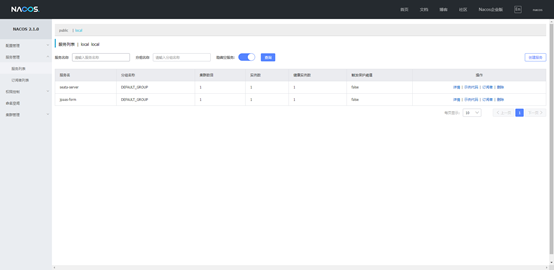 NACOS.
首页 文档 博客 社区 Nacos企业版 En nacos
NACOS 2.1.0
public | local
配置管理
服务列表 | local local
服务管理
服务名称 请输入服务名称 分组名称 请输入分组名称 隐藏空服务: 查询 创建服务
服务列表
订阅者列表
服务名 分组名称 集群数目 实例数 健康实例数 触发保护阈值 操作
权限控制
DEFAULT_GROUP 1 1 1 false 详情 | 示例代码 | 订阅者 | 删除
命名空间
DEFAULT_GROUP 1 1 1 false 详情 | 示例代码 | 订阅者 | 删除
集群管理
每页显示: 10 < 上一页 1 下一页 >